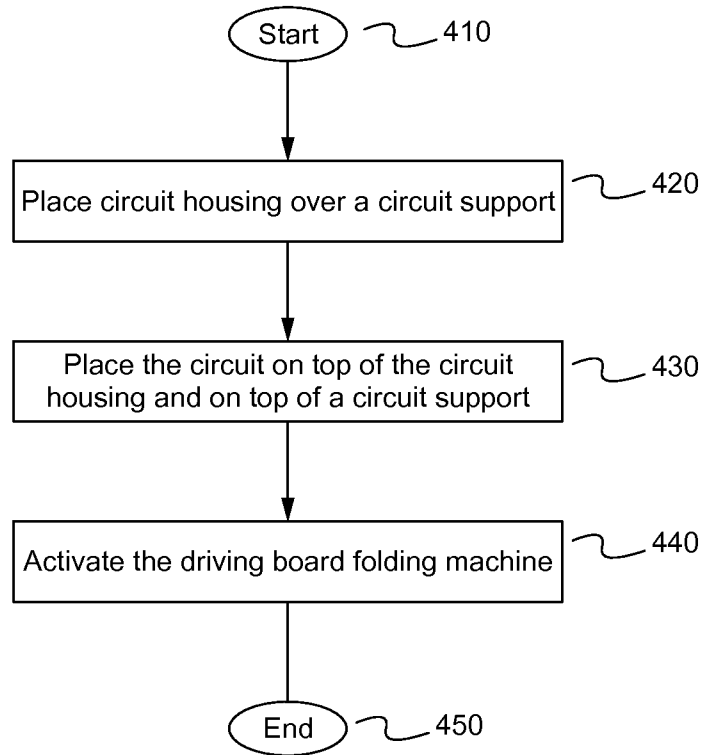 Start
410
Place circuit housing over a circuit support
420
Place the circuit on top of the circuit
housing and on top of a circuit support
430
Activate the driving board folding machine
440
End
450